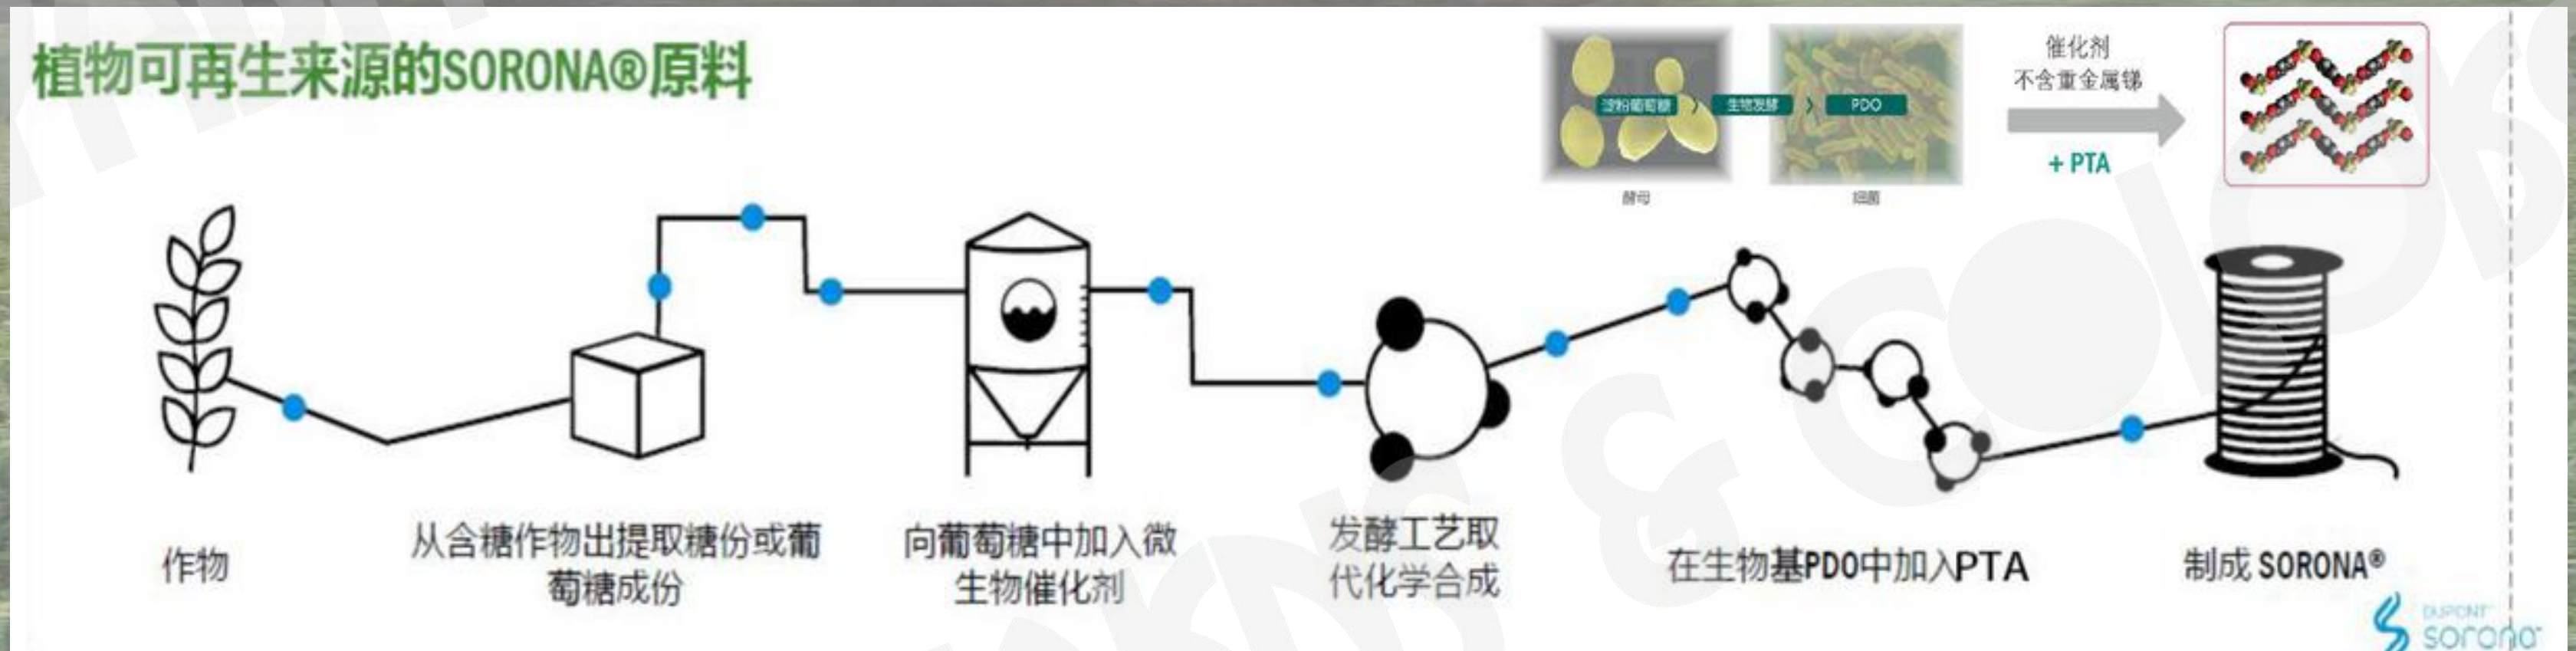 植物可再生来源的SORONA®原料
淀粉葡萄糖
生物发酵
PDO
酵母
细菌
催化剂
不含重金属锑
+ PTA
作物
从含糖作物出提取糖份或葡
萄糖成份
向葡萄糖中加入微
生物催化剂
发酵工艺取
代化学合成
在生物基PDO中加入PTA
制成 SORONA®
DUPONT™
sorona™
& COLOR